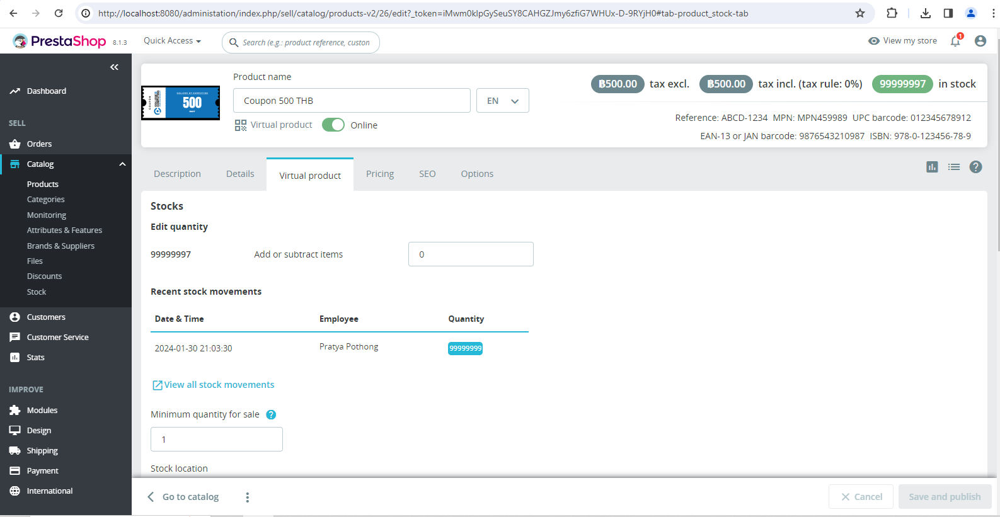 http://localhost:8080/administation/index.php/sell/catalog/products-v2/26/edit?_token=iMwm0klpGySeuSY8CAHGZJmy6zfiG7WHUx-D-9RYjH0#tab-product_stock-tab
PrestaShop 8.1.3 Quick Access Search (e.g.: product reference, custon View my store 1
Dashboard
SELL
Orders
Catalog
Products
Categories
Monitoring
Attributes & Features
Brands & Suppliers
Files
Discounts
Stock
Customers
Customer Service
Stats
IMPROVE
Modules
Design
Shipping
Payment
International
COUPON
COLLEGE OF COMPUTING
500
Product name
Coupon 500 THB EN
Virtual product Online
฿500.00 tax excl. ฿500.00 tax incl. (tax rule: 0%) 99999997 in stock
Reference: ABCD-1234 MPN: MPN459989 UPC barcode: 012345678912
EAN-13 or JAN barcode: 9876543210987 ISBN: 978-0-123456-78-9
Description Details Virtual product Pricing SEO Options
Stocks
Edit quantity
99999997 Add or subtract items 0
Recent stock movements
Date & Time Employee Quantity
2024-01-30 21:03:30 Pratya Pothong 99999999
View all stock movements
Minimum quantity for sale ?
1
Stock location
Go to catalog Cancel Save and publish